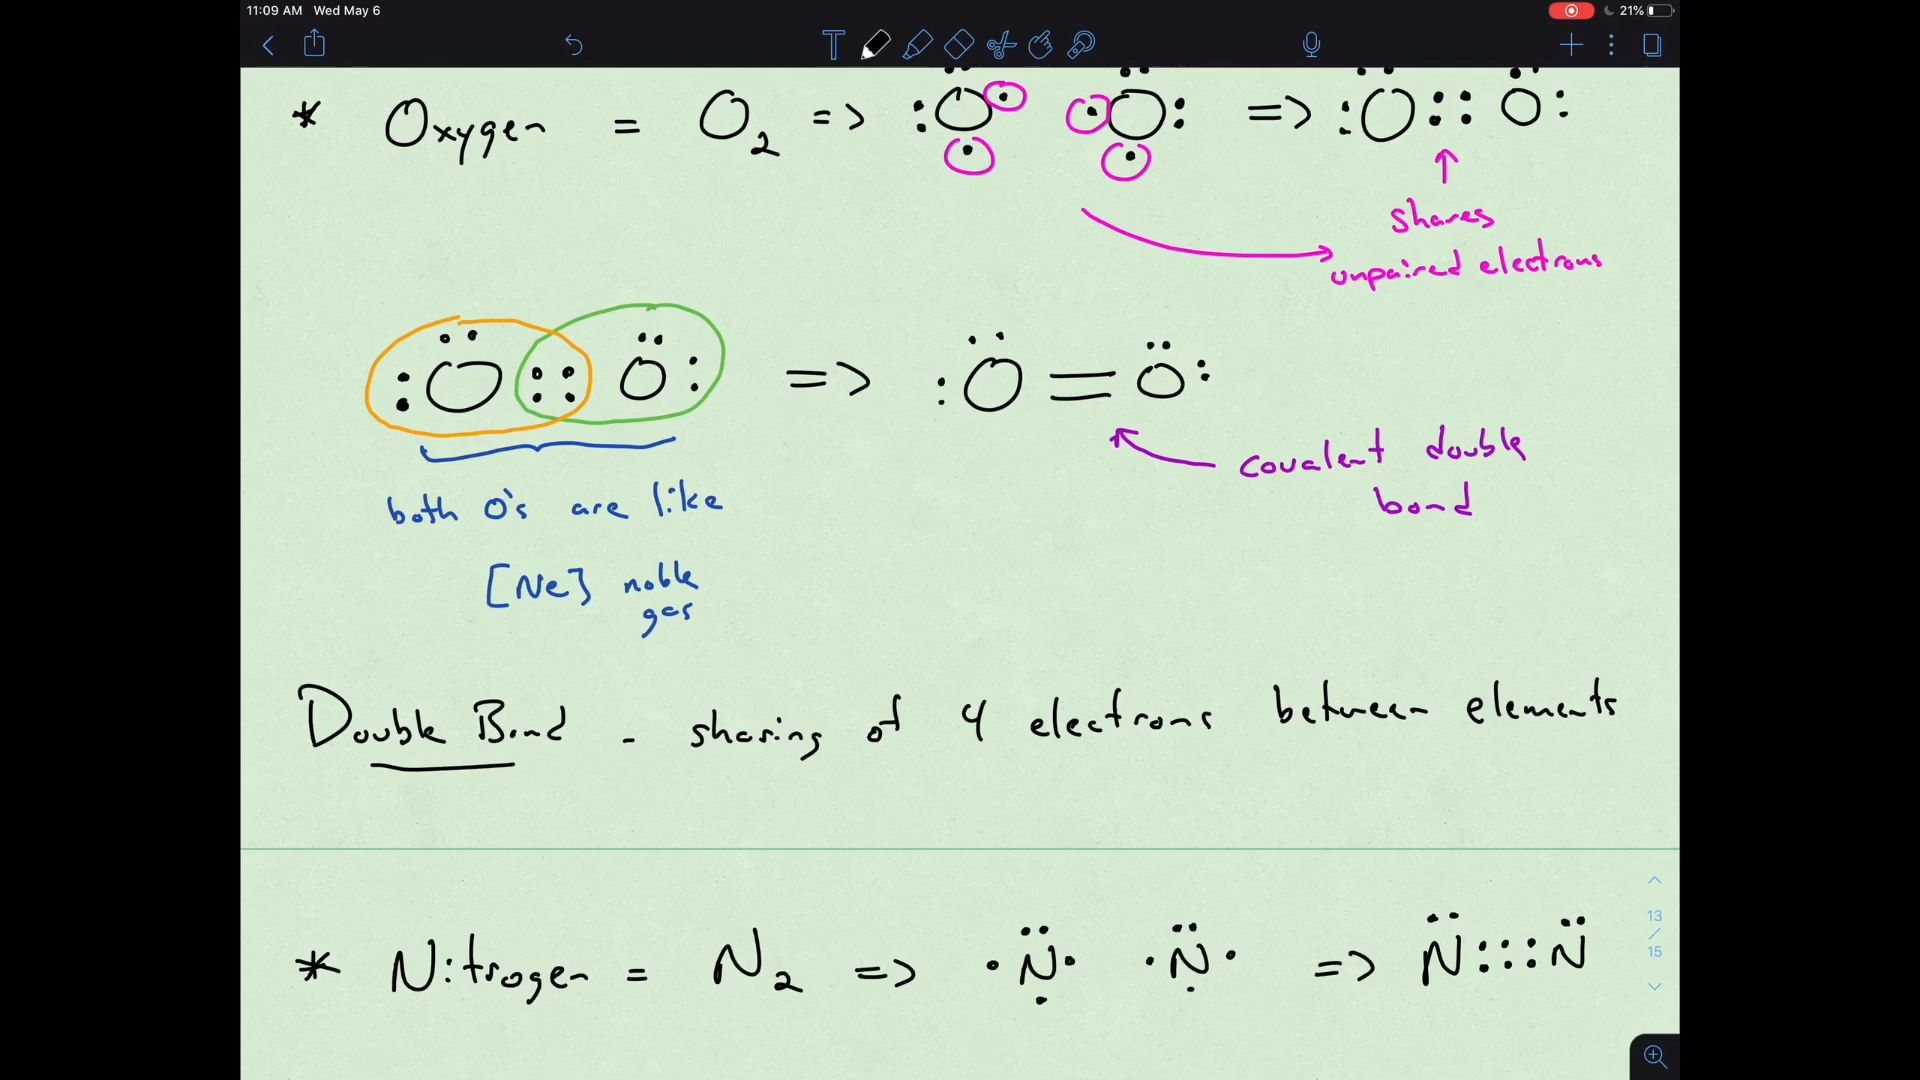 11:09 AM Wed May 6
21%
* Oxygen = O₂ => :Ö· ·Ö: => :Ö::Ö:
shares
unpaired electrons
:Ö::Ö: => :Ö=Ö:
covalent double
bond
both O's are like
[Ne] noble
gas
Double Bond - sharing of 4 electrons between elements
13
/
15
* Nitrogen = N₂ => ·N̈· ·N̈· => N̈:::N̈